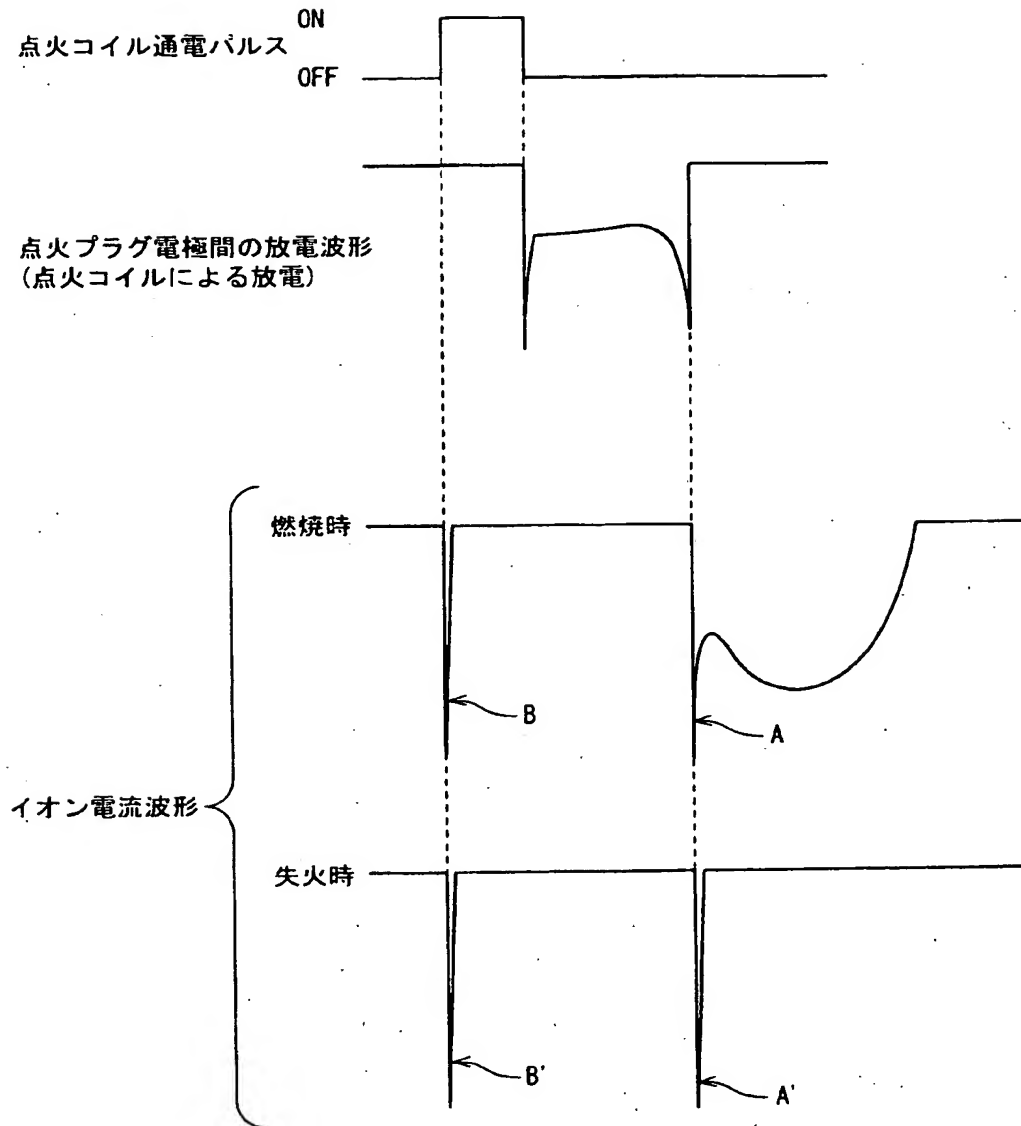 ON
点火コイル通電パルス
OFF
点火プラグ電極間の放電波形
(点火コイルによる放電)
燃焼時
B
A
イオン電流波形
失火時
B'
A'